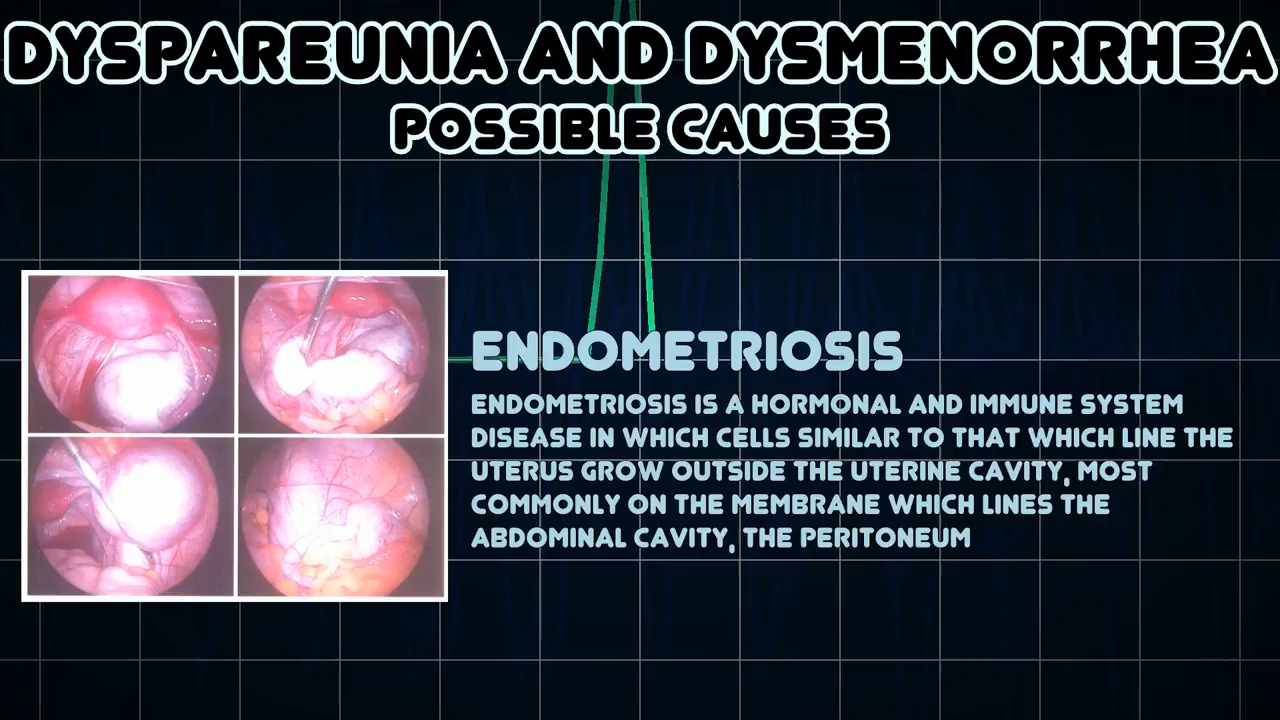 DYSPAREUNIA AND DYSMENORRHEA
POSSIBLE CAUSES
ENDOMETRIOSIS
ENDOMETRIOSIS IS A HORMONAL AND IMMUNE SYSTEM
DISEASE IN WHICH CELLS SIMILAR TO THAT WHICH LINE THE
UTERUS GROW OUTSIDE THE UTERINE CAVITY, MOST
COMMONLY ON THE MEMBRANE WHICH LINES THE
ABDOMINAL CAVITY, THE PERITONEUM